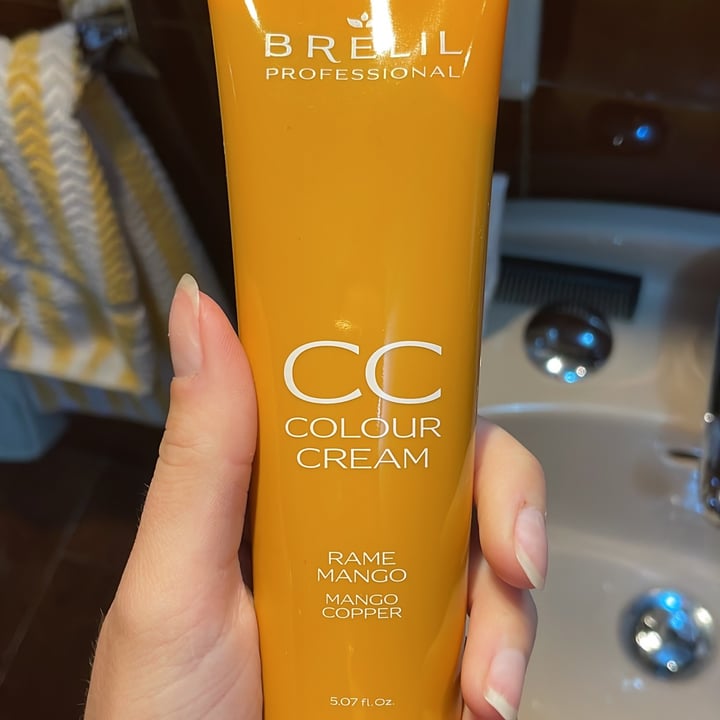 BRELIL
PROFESSIONAL
CC
COLOUR
CREAM
RAME
MANGO
MANGO
COPPER
5.07 fl.oz.